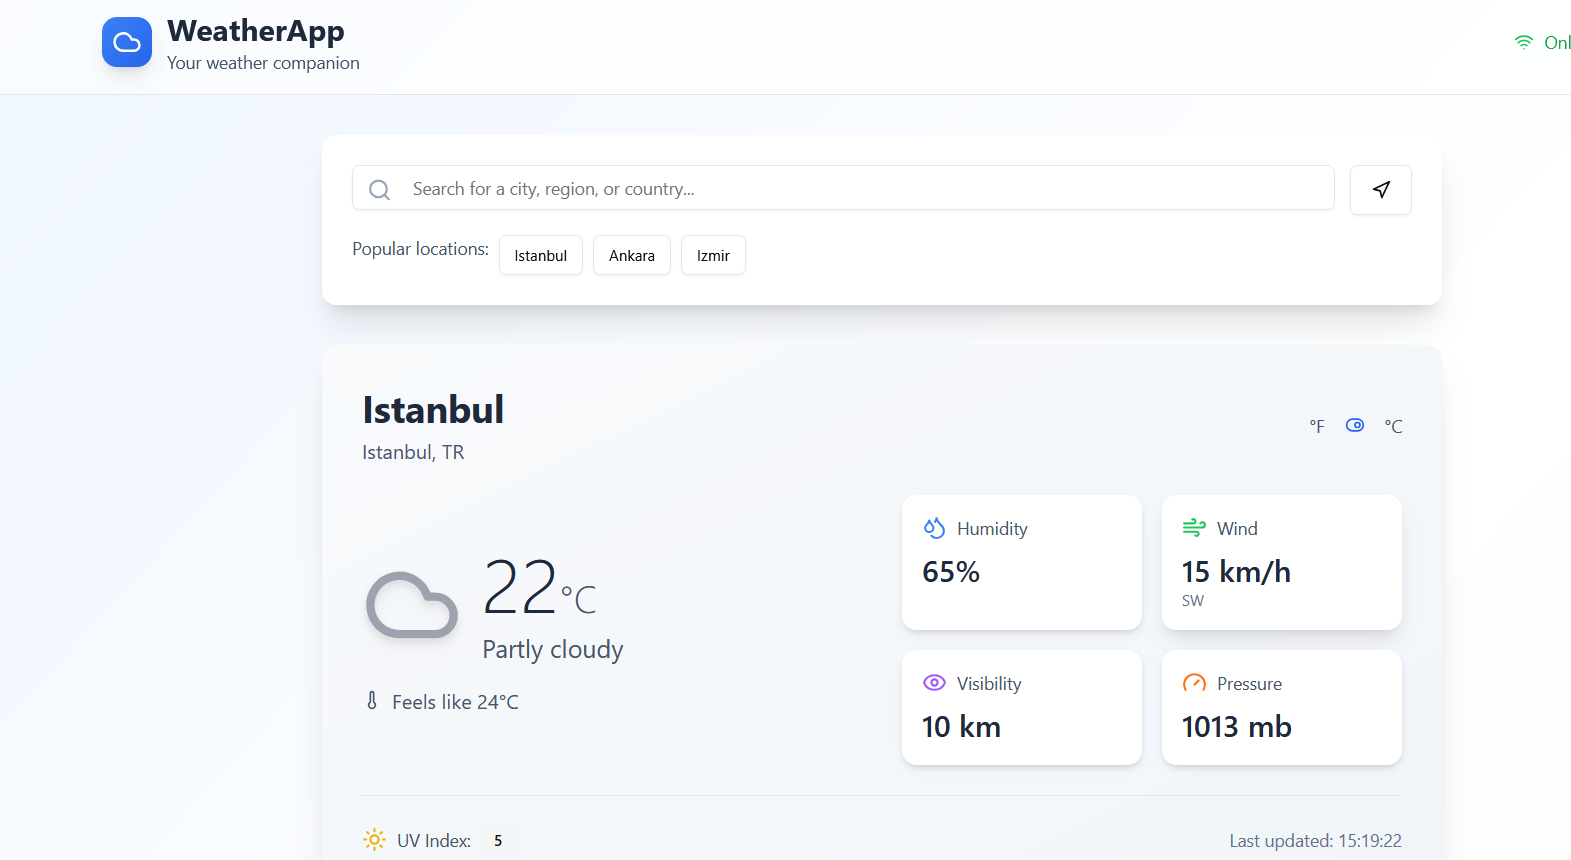 WeatherApp
Your weather companion
Onl
Search for a city, region, or country...
Popular locations: Istanbul Ankara Izmir
Istanbul
Istanbul, TR
°F °C
22°C
Partly cloudy
Feels like 24°C
Humidity
65%
Wind
15 km/h
SW
Visibility
10 km
Pressure
1013 mb
UV Index: 5
Last updated: 15:19:22